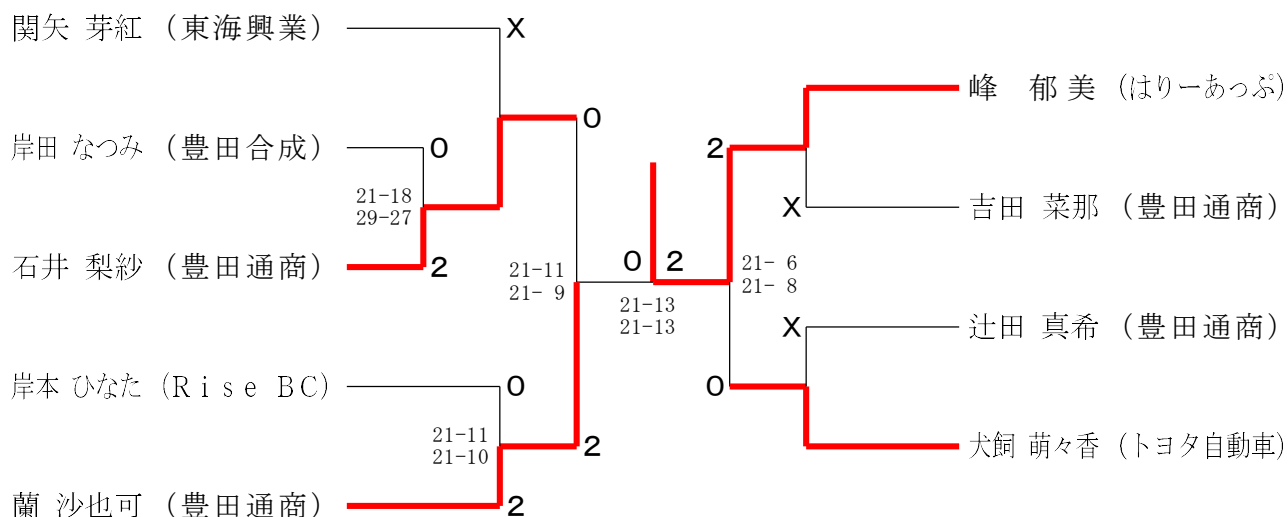 関矢 芽紅 (東海興業)
X
岸田 なつみ (豊田合成)
0
21-18
29-27
石井 梨紗 (豊田通商)
2
0
21-11
21- 9
岸本 ひなた (Rise BC)
0
21-11
21-10
2
蘭 沙也可 (豊田通商)
2
0 2
21-13
21-13
峰 郁美 (はりーあっぷ)
2
X
吉田 菜那 (豊田通商)
21- 6
21- 8
X
辻田 真希 (豊田通商)
0
犬飼 萌々香 (トヨタ自動車)